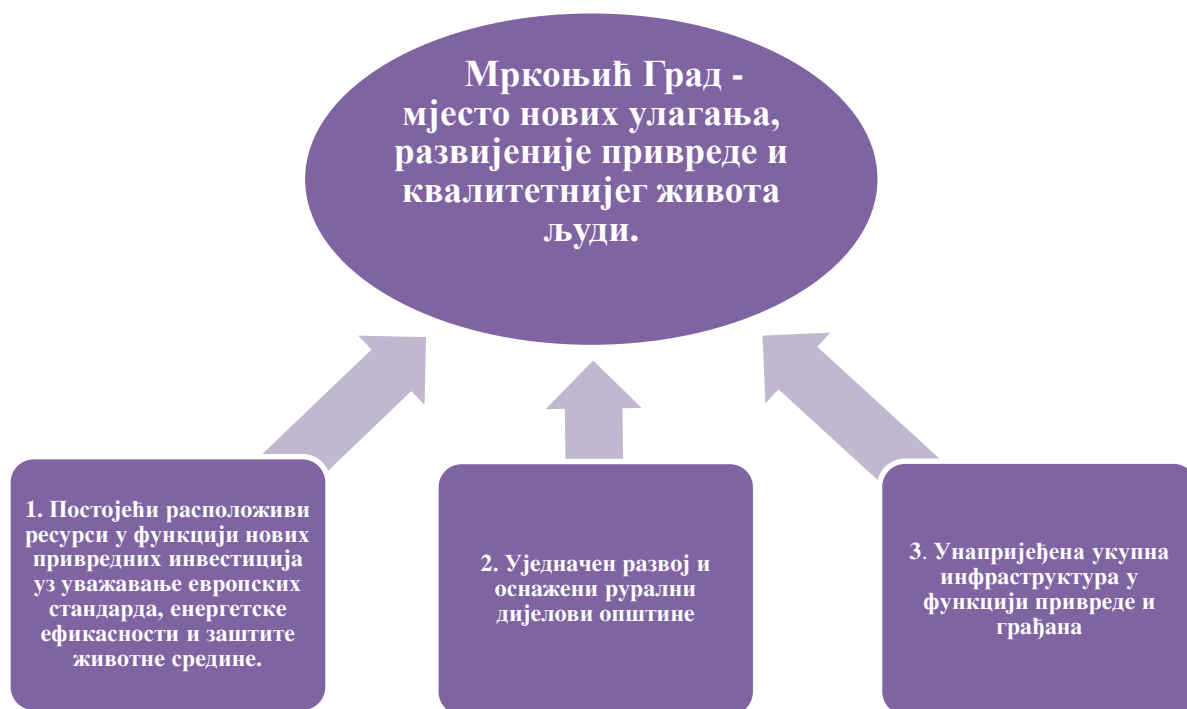 Мркоњић Град -
мјесто нових улагања,
развијеније привреде и
квалитетнијег живота
људи.
1. Постојећи расположиви
ресурси у функцији нових
привредних инвестиција
уз уважавање европских
стандарда, енергетске
ефикасности и заштите
животне средине.
2. Уједначен развој и
оснажени рурални
дијелови општине
3. Унапријеђена укупна
инфраструктура у
функцији привреде и
грађана